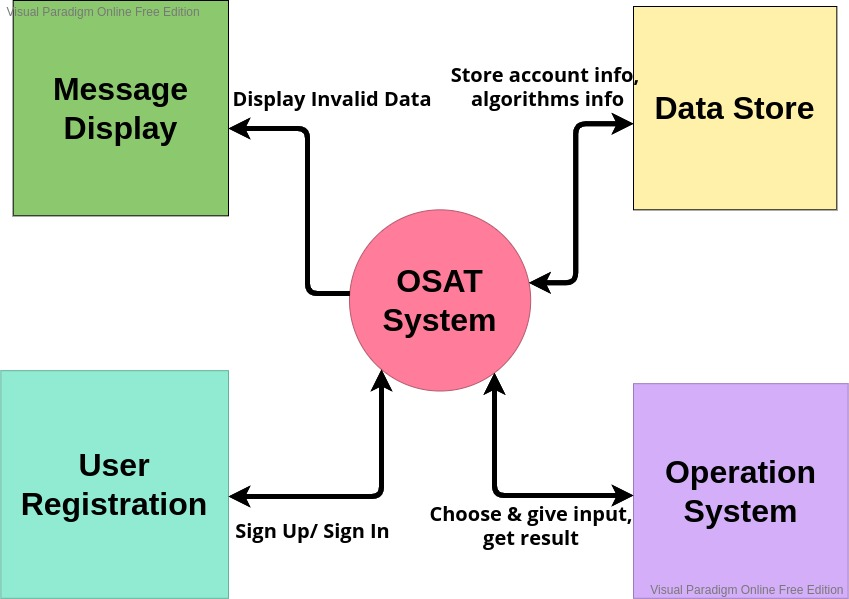 Visual Paradigm Online Free Edition
Message
Display
Display Invalid Data
Store account info,
algorithms info
Data Store
OSAT
System
User
Registration
Sign Up/ Sign In
Choose & give input,
get result
Operation
System
Visual Paradigm Online Free Edition